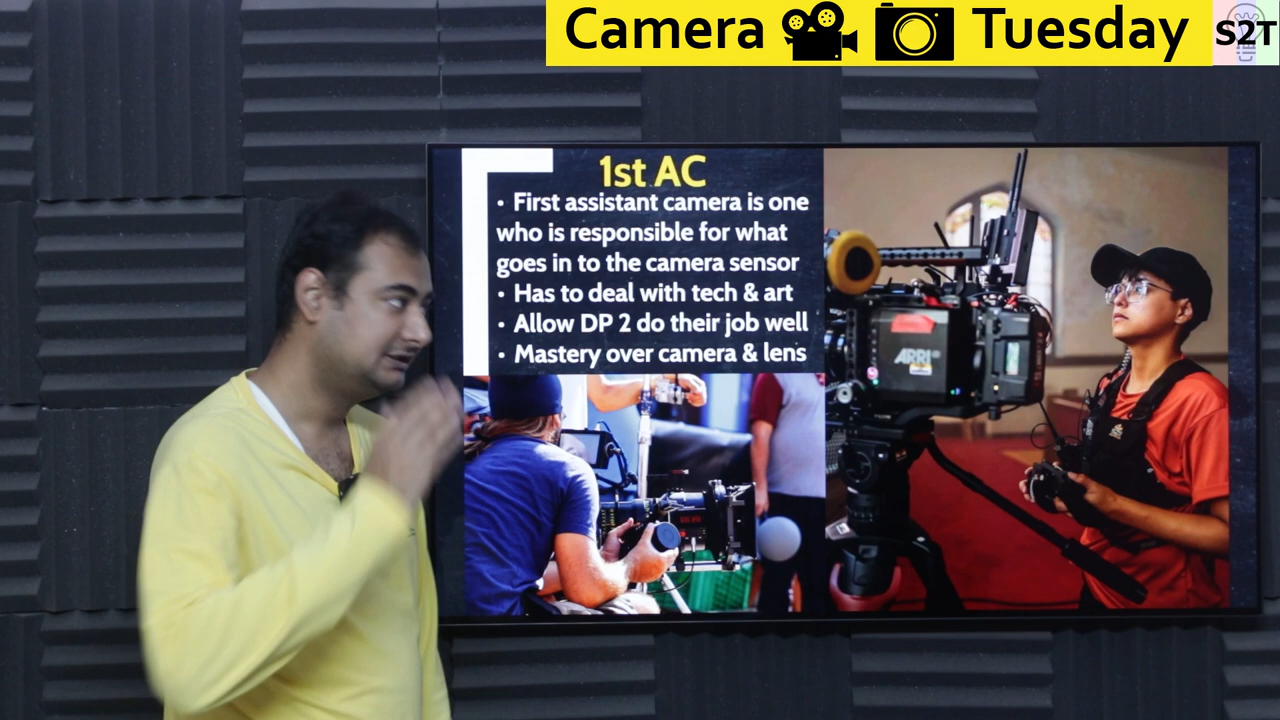 Camera Tuesday S2T
1st AC
• First assistant camera is one
who is responsible for what
goes in to the camera sensor
• Has to deal with tech & art
• Allow DP 2 do their job well
• Mastery over camera & lens
ARRI